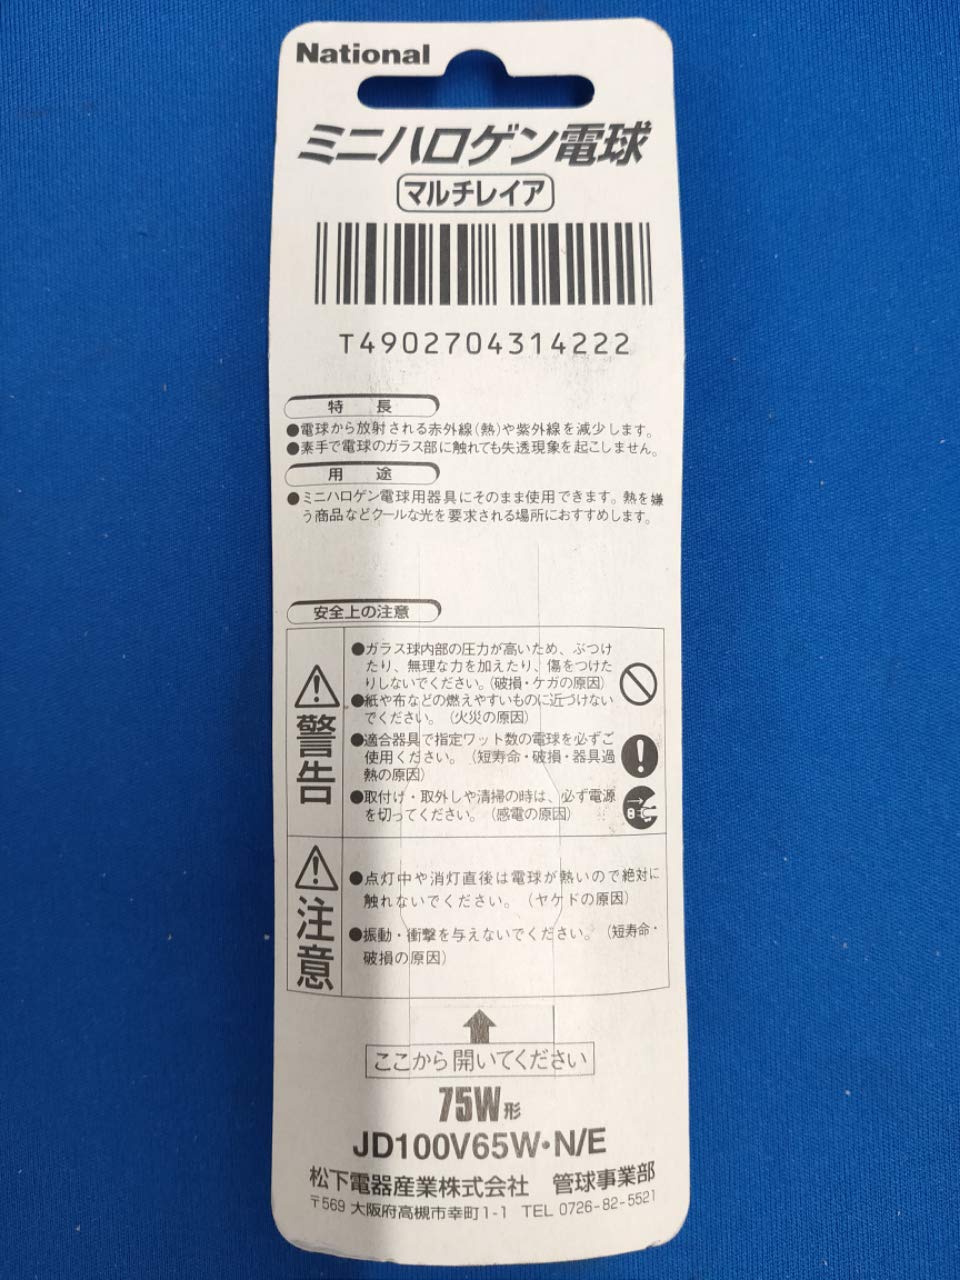 National
ミニハロゲン電球
マルチレイア
T4902704314222
特 長
●電球から放射される赤外線(熱)や紫外線を減少します。
●素手で電球のガラス部に触れても失透現象を起こしません。
用 途
●ミニハロゲン電球用器具にそのまま使用できます。熱を嫌
う商品などクールな光を要求される場所におすすめします。
安全上の注意
警告
●ガラス球内部の圧力が高いため、ぶつけ
たり、無理な力を加えたり、傷をつけた
りしないでください。(破損・ケガの原因)
●紙や布などの燃えやすいものに近づけない
でください。(火災の原因)
●適合器具で指定ワット数の電球を必ずご
使用ください。(短寿命・破損・器具過
熱の原因)
●取付け・取外しや清掃の時は、必ず電源
を切ってください。(感電の原因)
注意
●点灯中や消灯直後は電球が熱いので絶対に
触れないでください。(ヤケドの原因)
●振動・衝撃を与えないでください。(短寿命・
破損の原因)
ここから開いてください
75W形
JD100V65W・N/E
松下電器産業株式会社 管球事業部
〒569 大阪府高槻市幸町1-1 TEL 0726-82-5521